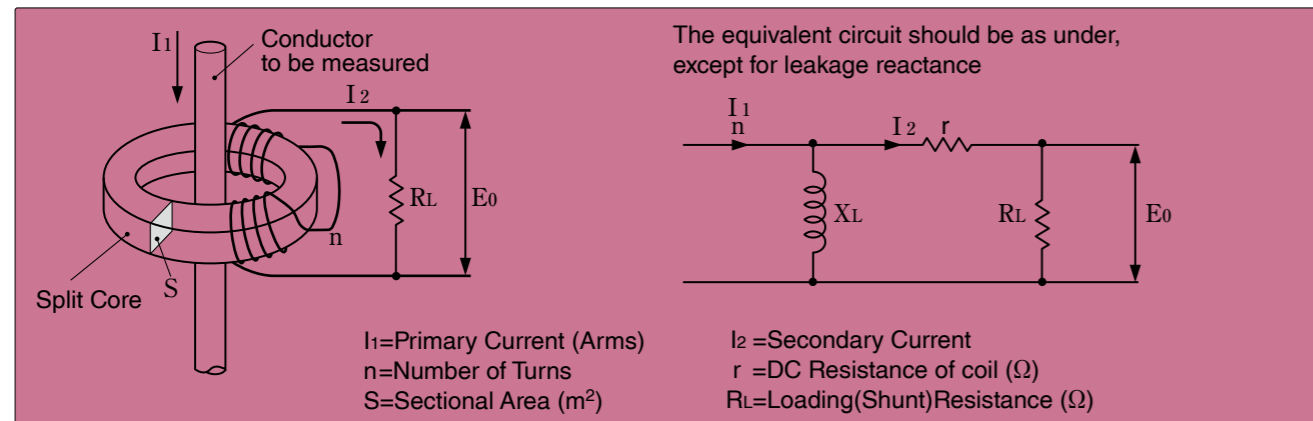 I1
Conductor
to be measured
I2
RL
E0
n
S
Split Core
The equivalent circuit should be as under,
except for leakage reactance
I1
n
I2
r
XL
RL
E0
I1=Primary Current (Arms)
n=Number of Turns
S=Sectional Area (m²)
I2 =Secondary Current
r =DC Resistance of coil (Ω)
RL=Loading(Shunt)Resistance (Ω)